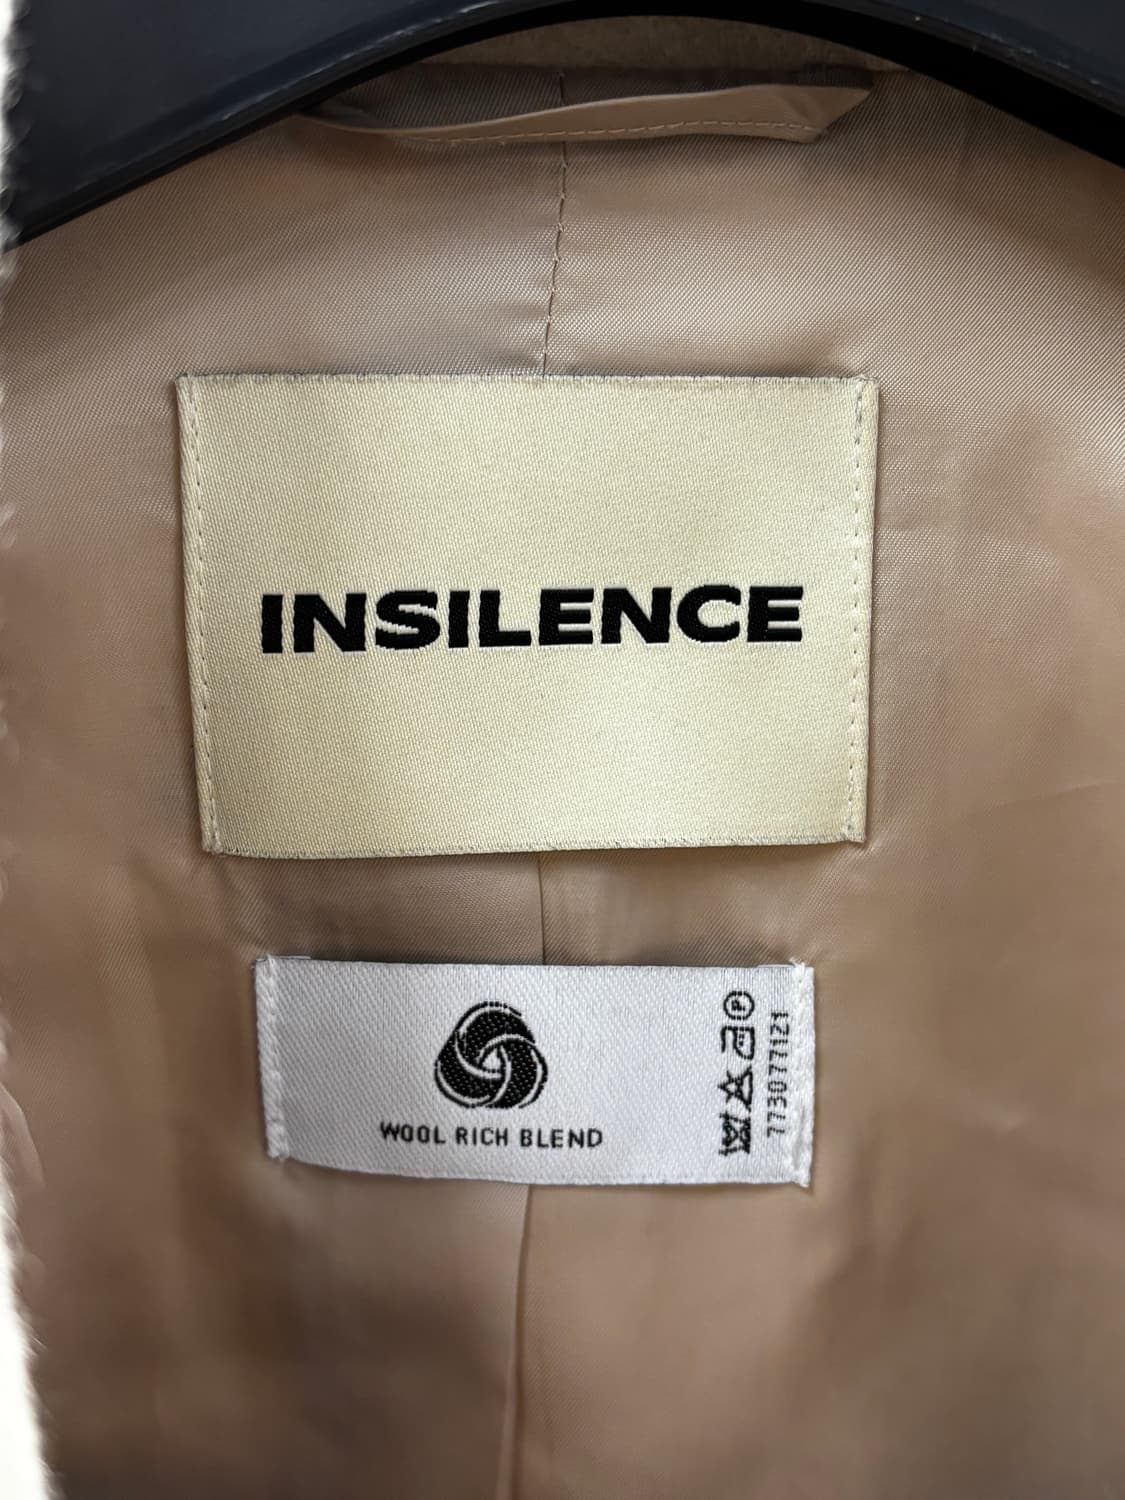 INSILENCE
WOOL RICH BLEND
P
773077121